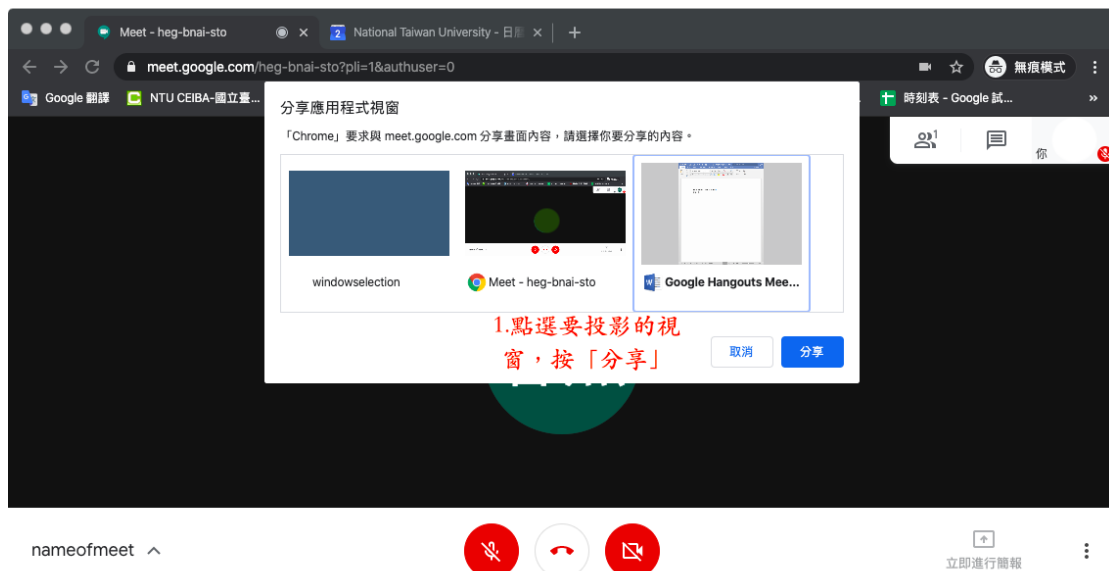 Meet - heg-bnai-sto
National Taiwan University - 日曆
meet.google.com/heg-bnai-sto?pli=1&authuser=0
無痕模式
Google 翻譯
NTU CEIBA-國立臺...
時刻表 - Google 試...
分享應用程式視窗
「Chrome」要求與 meet.google.com 分享畫面內容，請選擇你要分享的內容。
1
你
windowselection
Meet - heg-bnai-sto
Google Hangouts Mee...
1.點選要投影的視
窗，按「分享」
取消
分享
nameofmeet
立即進行簡報